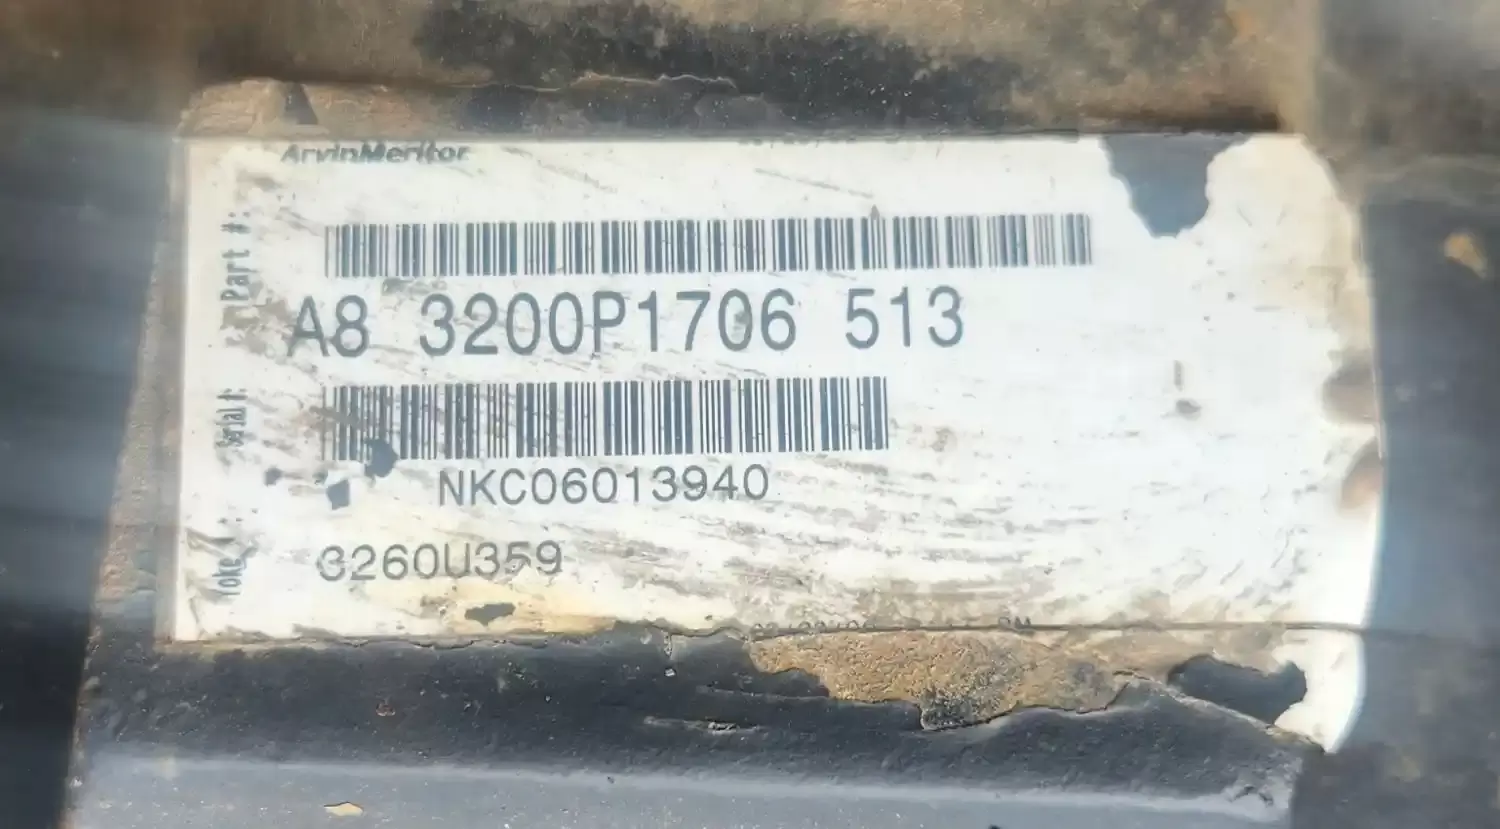 ArvinMeritor
Part #:
A8 3200P1706 513
Serial #:
NKC06013940
Yoke #:
3260U359